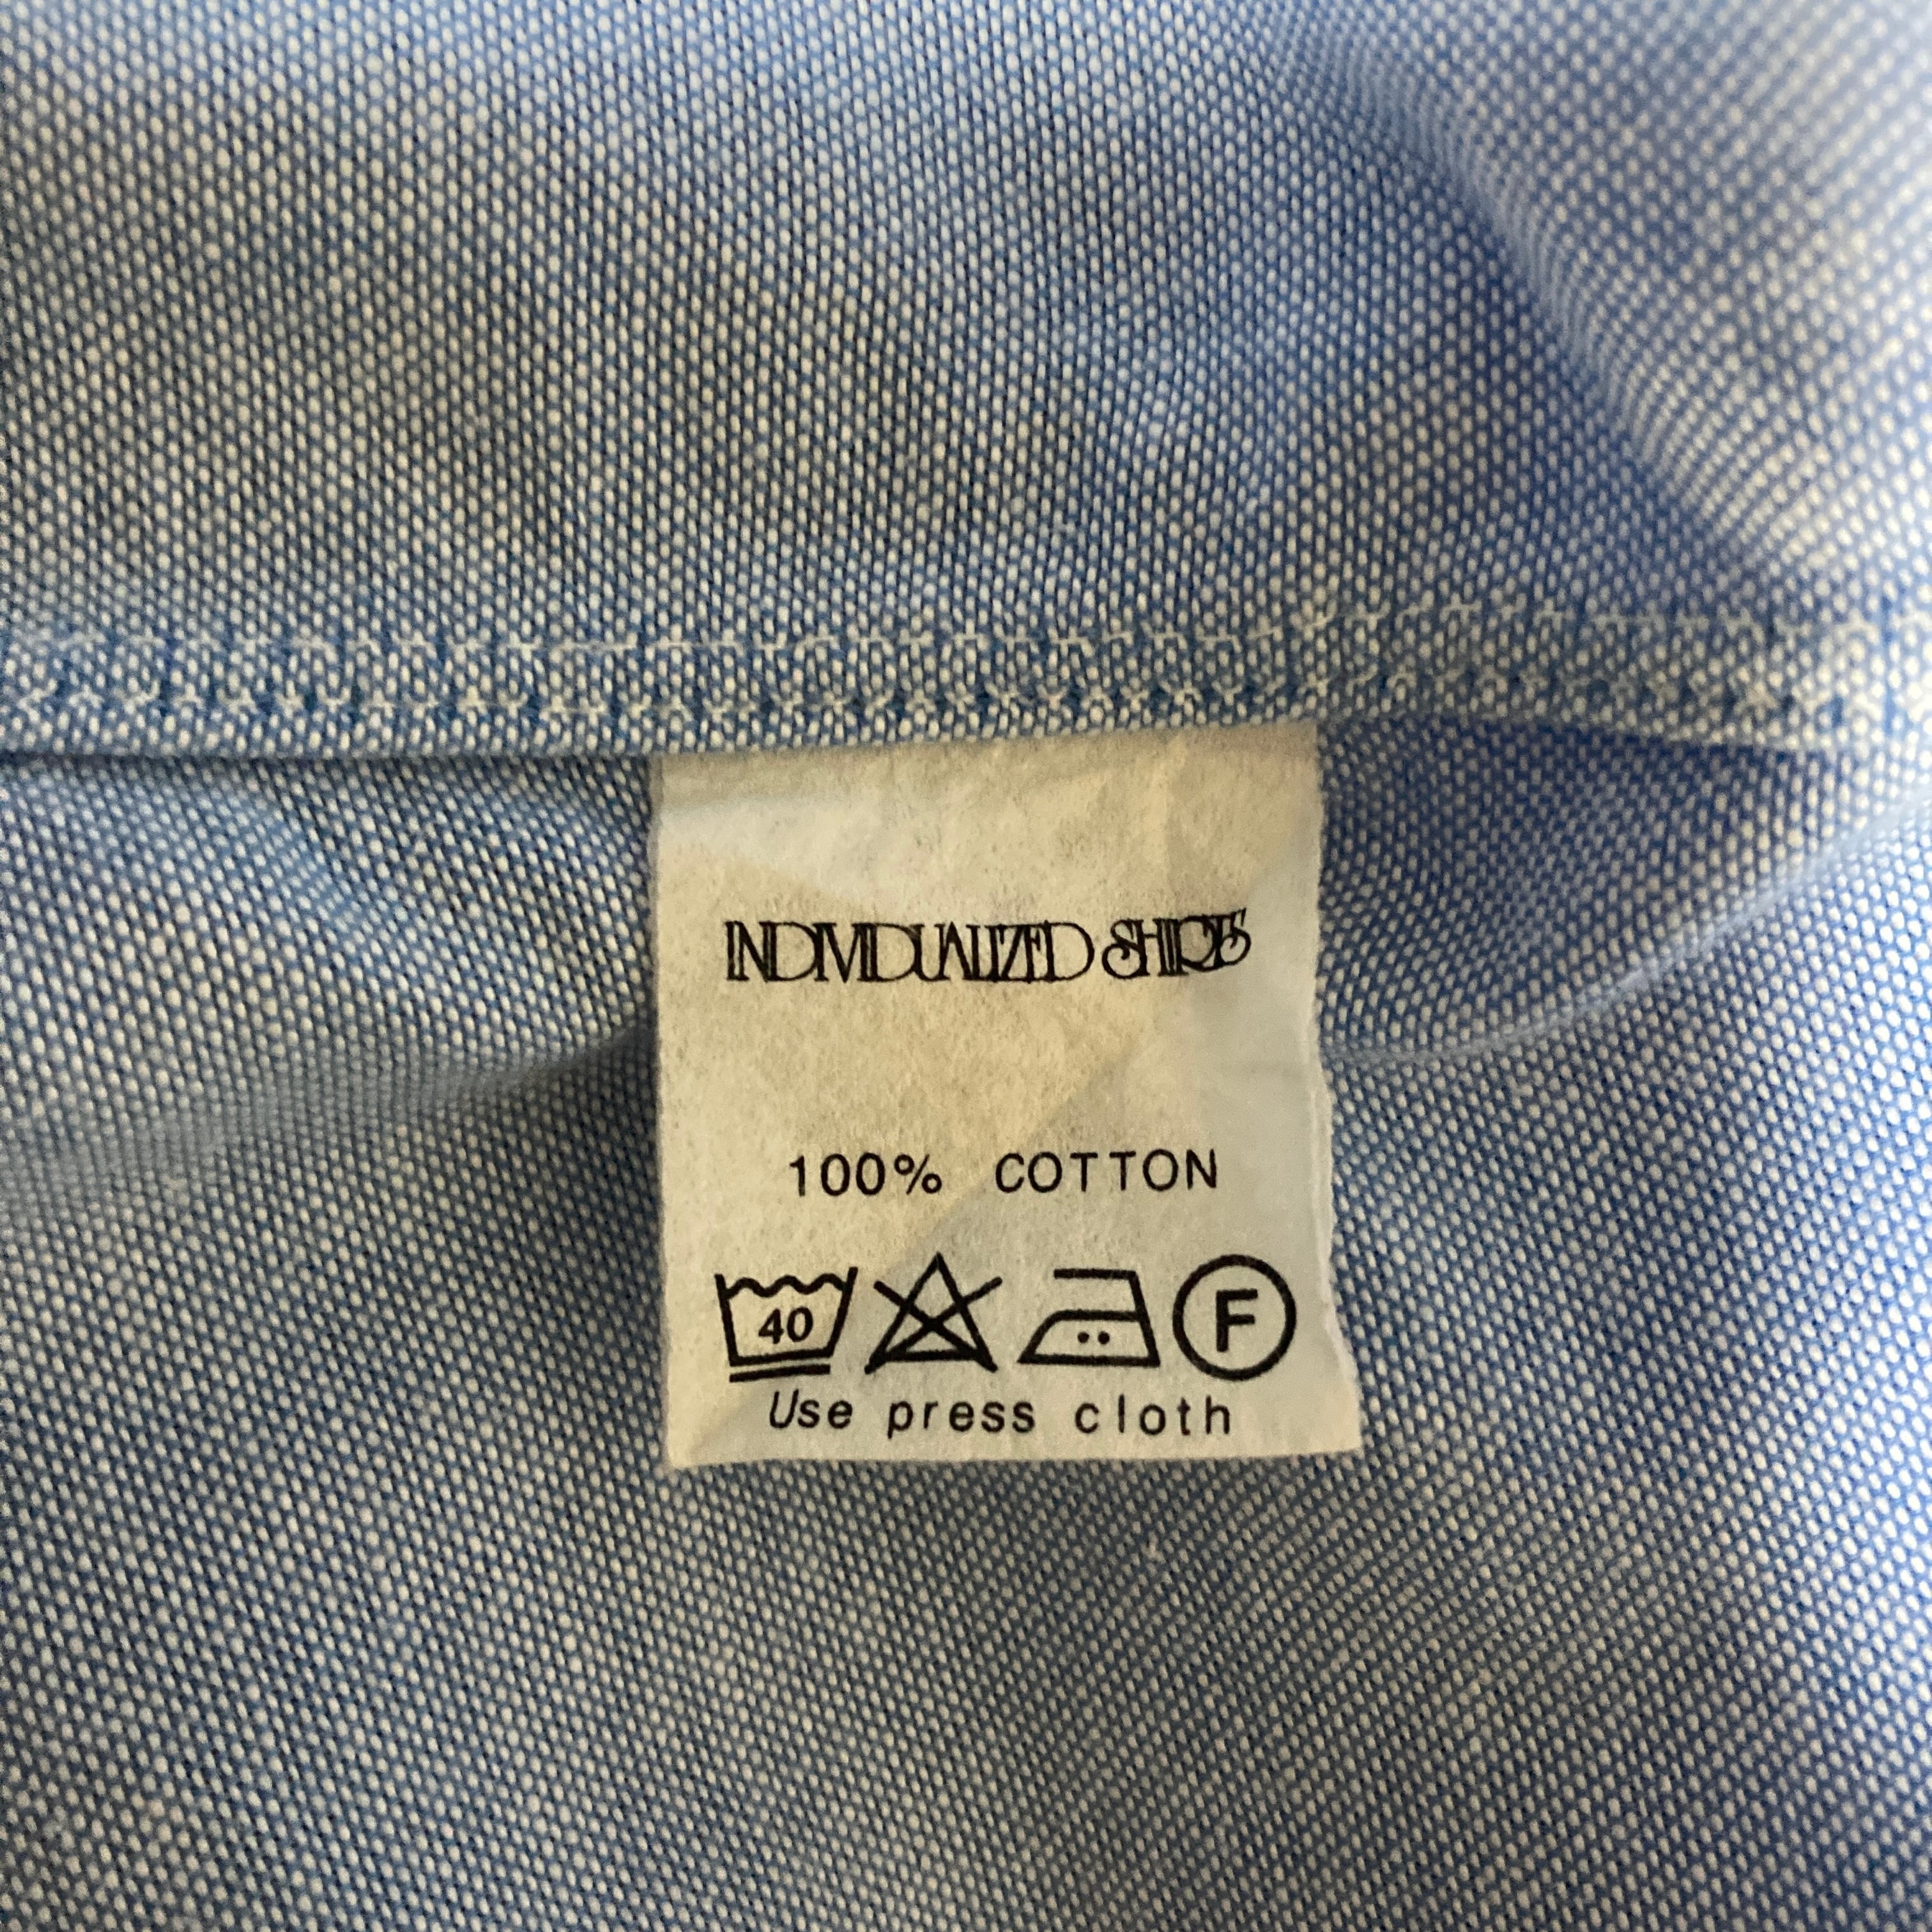 INDIVIDUALIZED SHIRTS
100% COTTON
40 F
Use press cloth